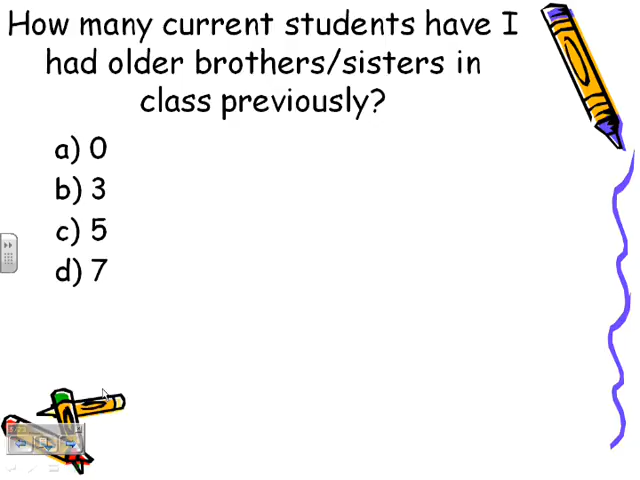 How many current students have I
had older brothers/sisters in
class previously?
a) 0
b) 3
c) 5
d) 7